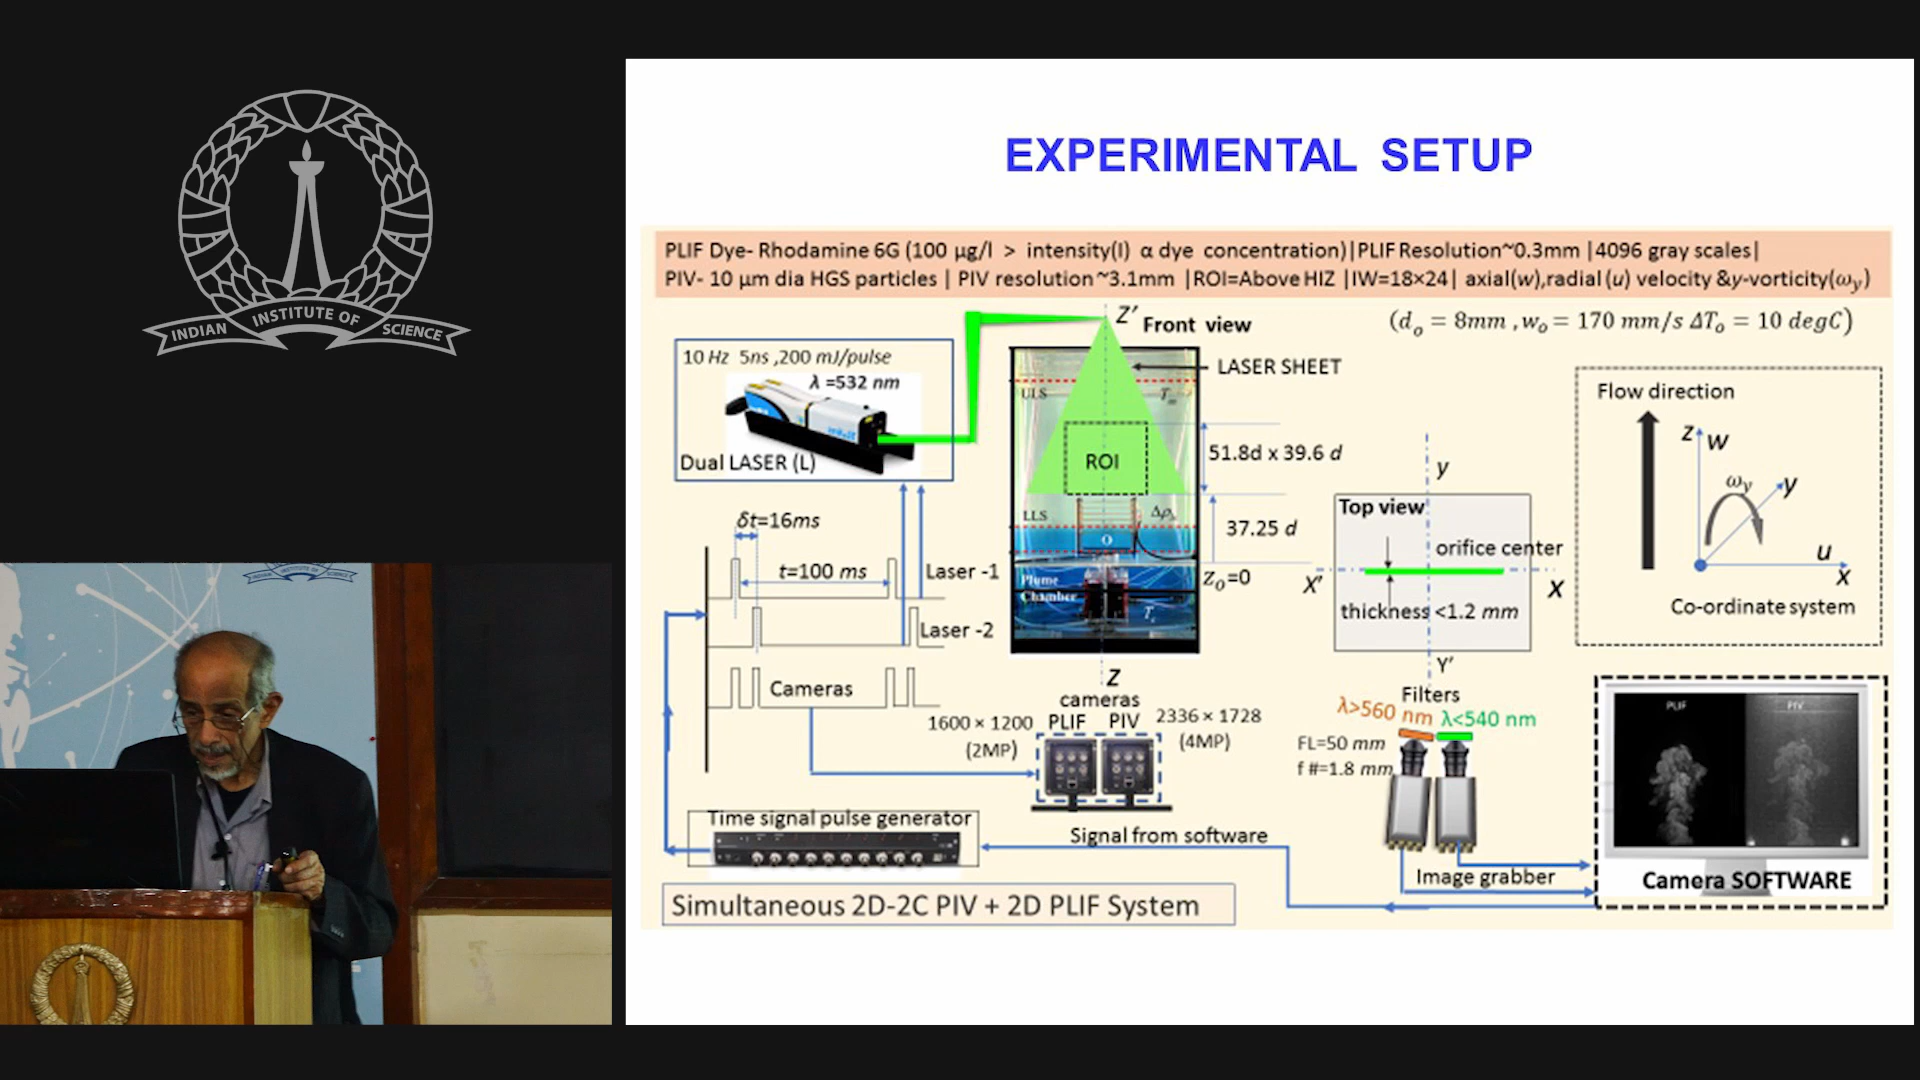 INDIAN INSTITUTE OF SCIENCE
EXPERIMENTAL SETUP
PLIF Dye- Rhodamine 6G (100 µg/l > intensity(I) α dye concentration)|PLIF Resolution~0.3mm |4096 gray scales|
PIV- 10 µm dia HGS particles | PIV resolution ~3.1mm |ROI=Above HIZ |IW=18×24| axial(w),radial (u) velocity &y-vorticity(ω_y)
Z' Front view
(d_o = 8mm ,w_o = 170 mm/s ΔT_o = 10 degC)
10 Hz 5ns ,200 mJ/pulse
λ =532 nm
Dual LASER (L)
LASER SHEET
ULS
ROI
51.8d x 39.6 d
LLS
O
37.25 d
z_o=0
Plume
Chamber
Z
δt=16ms
t=100 ms
Laser -1
Laser -2
Cameras
Top view
y
orifice center
X' X
thickness <1.2 mm
Y'
Flow direction
z w
ω_y y
u
x
Co-ordinate system
cameras
1600 × 1200 PLIF PIV 2336 × 1728
(2MP) (4MP)
Filters
λ>560 nm λ<540 nm
FL=50 mm
f #=1.8 mm
PLIF PIV
Time signal pulse generator
Signal from software
Image grabber
Camera SOFTWARE
Simultaneous 2D-2C PIV + 2D PLIF System